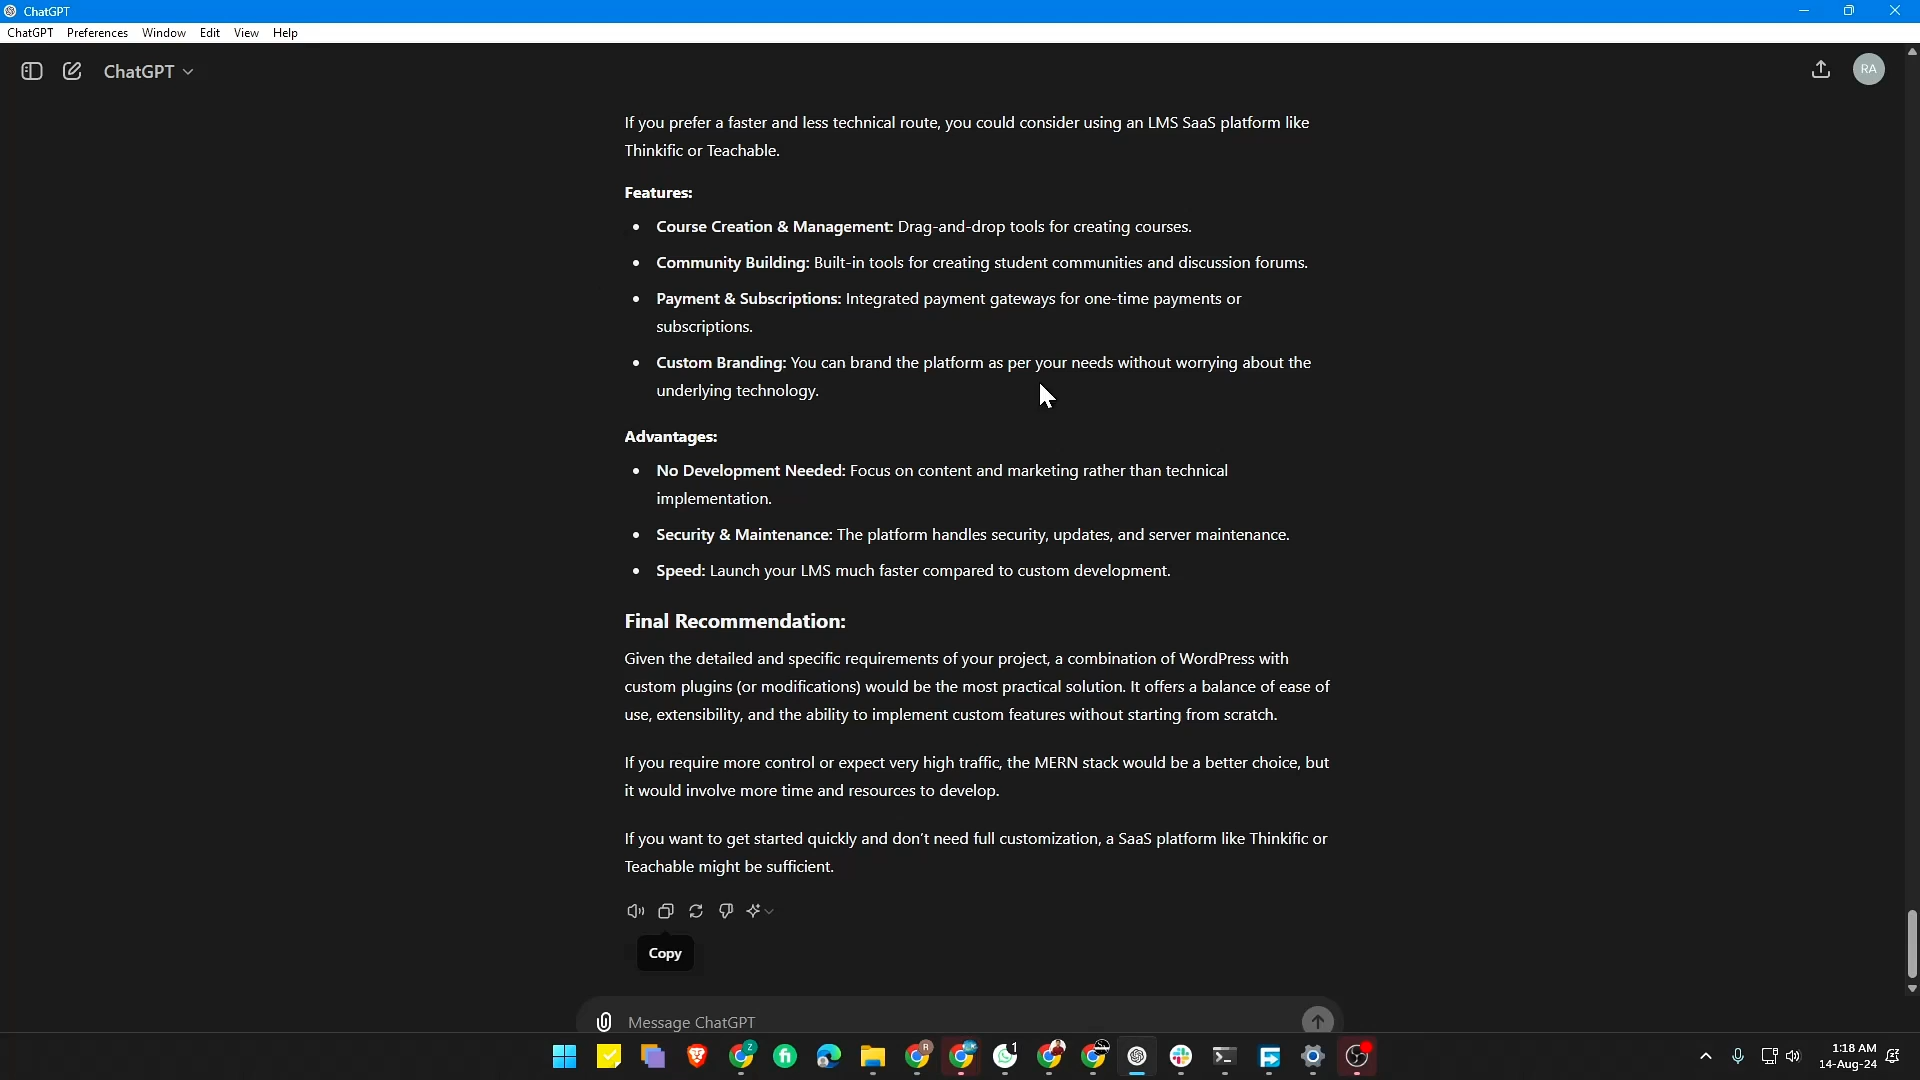 ChatGPT
ChatGPT Preferences Window Edit View Help
ChatGPT
RA
If you prefer a faster and less technical route, you could consider using an LMS SaaS platform like
Thinkific or Teachable.
Features:
• Course Creation & Management: Drag-and-drop tools for creating courses.
• Community Building: Built-in tools for creating student communities and discussion forums.
• Payment & Subscriptions: Integrated payment gateways for one-time payments or
subscriptions.
• Custom Branding: You can brand the platform as per your needs without worrying about the
underlying technology.
Advantages:
• No Development Needed: Focus on content and marketing rather than technical
implementation.
• Security & Maintenance: The platform handles security, updates, and server maintenance.
• Speed: Launch your LMS much faster compared to custom development.
Final Recommendation:
Given the detailed and specific requirements of your project, a combination of WordPress with
custom plugins (or modifications) would be the most practical solution. It offers a balance of ease of
use, extensibility, and the ability to implement custom features without starting from scratch.
If you require more control or expect very high traffic, the MERN stack would be a better choice, but
it would involve more time and resources to develop.
If you want to get started quickly and don't need full customization, a SaaS platform like Thinkific or
Teachable might be sufficient.
Copy
Message ChatGPT
1:18 AM
14-Aug-24